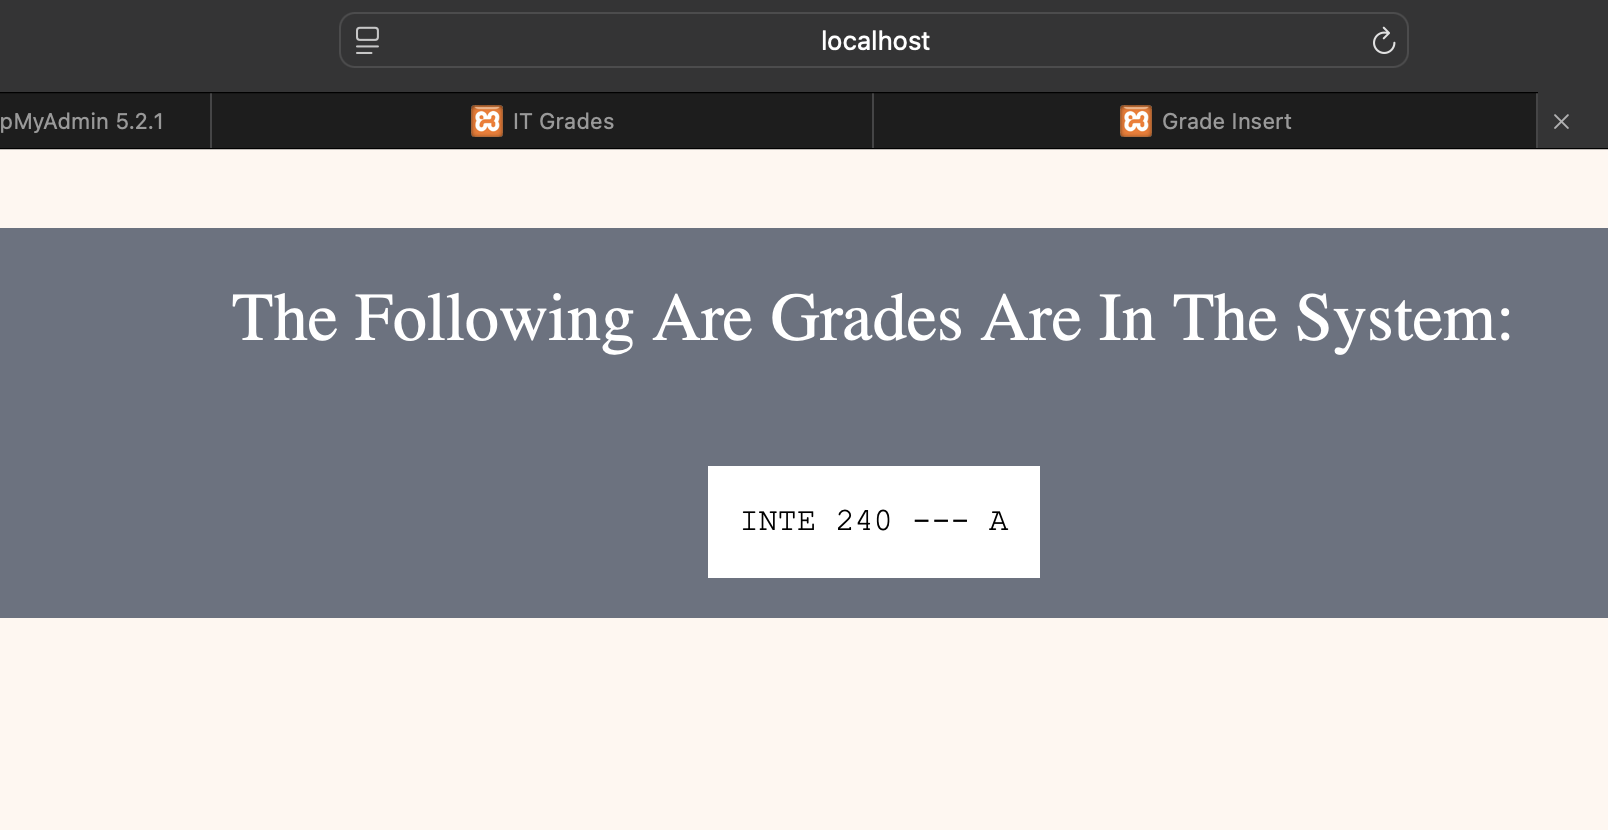 localhost
pMyAdmin 5.2.1
IT Grades
Grade Insert
The Following Are Grades Are In The System:
INTE 240 --- A